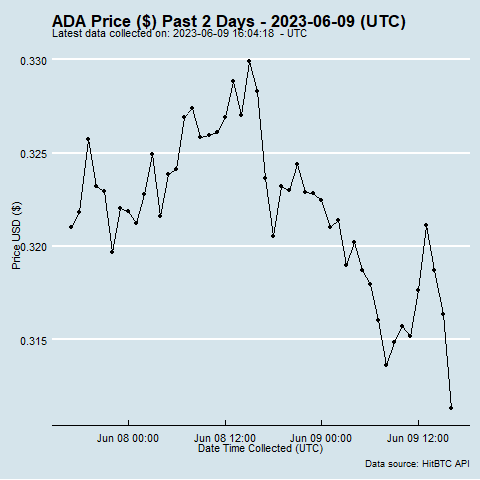 ADA Price ($) Past 2 Days - 2023-06-09 (UTC)
Latest data collected on: 2023-06-09 16:04:18  - UTC
0.330
0.325
0.320
0.315
Price USD ($)
Jun 08 00:00
Jun 08 12:00
Jun 09 00:00
Jun 09 12:00
Date Time Collected (UTC)
Data source: HitBTC API